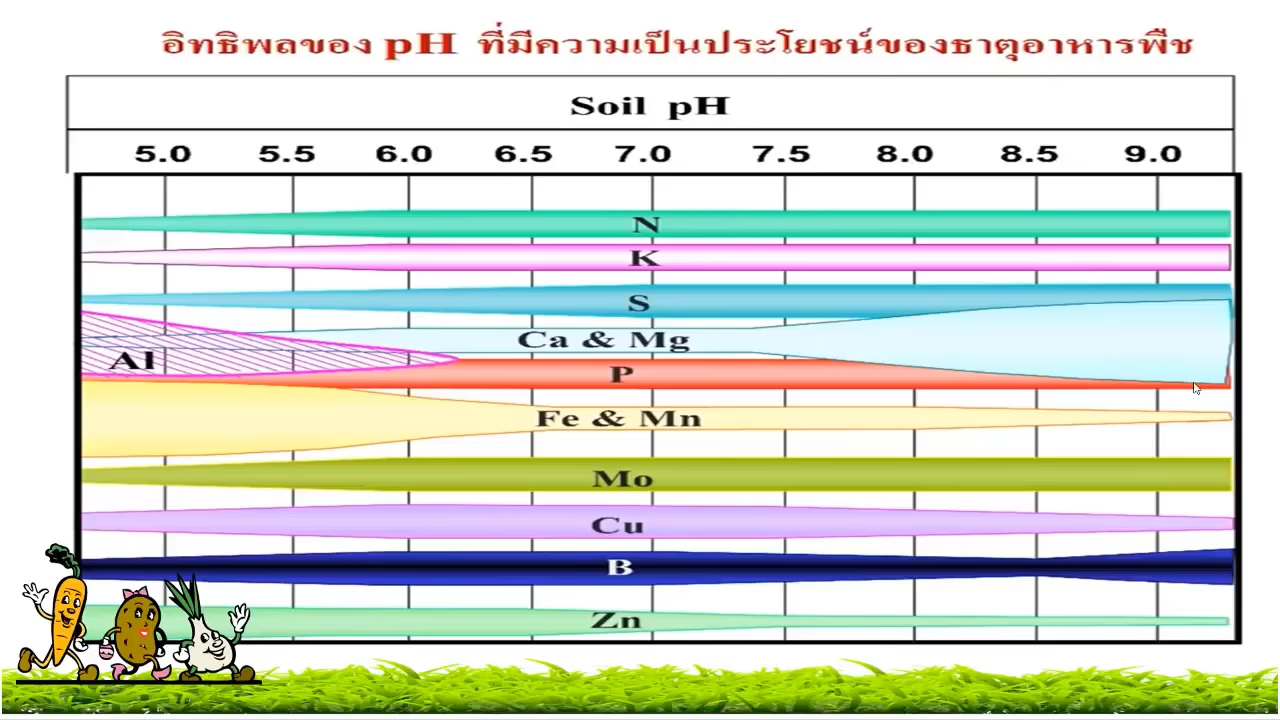 อิทธิพลของ pH ที่มีความเป็นประโยชน์ของธาตุอาหารพืช
Soil pH
5.0 5.5 6.0 6.5 7.0 7.5 8.0 8.5 9.0
N
K
S
Ca & Mg
Al
P
Fe & Mn
Mo
Cu
B
Zn